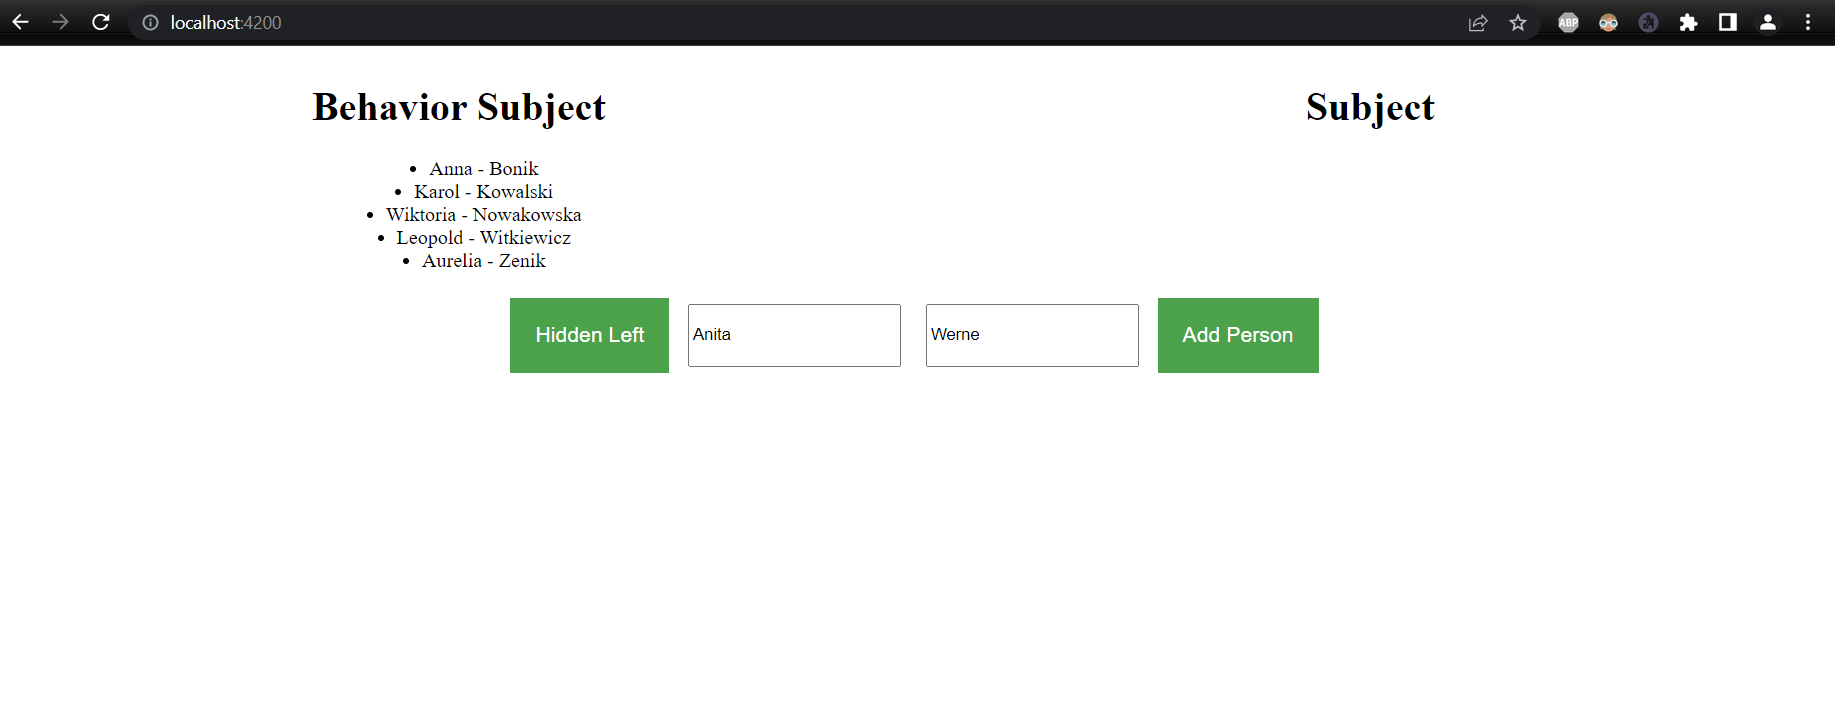 localhost:4200
ABP
Behavior Subject
Subject
• Anna - Bonik
• Karol - Kowalski
• Wiktoria - Nowakowska
• Leopold - Witkiewicz
• Aurelia - Zenik
Hidden Left
Anita
Werne
Add Person